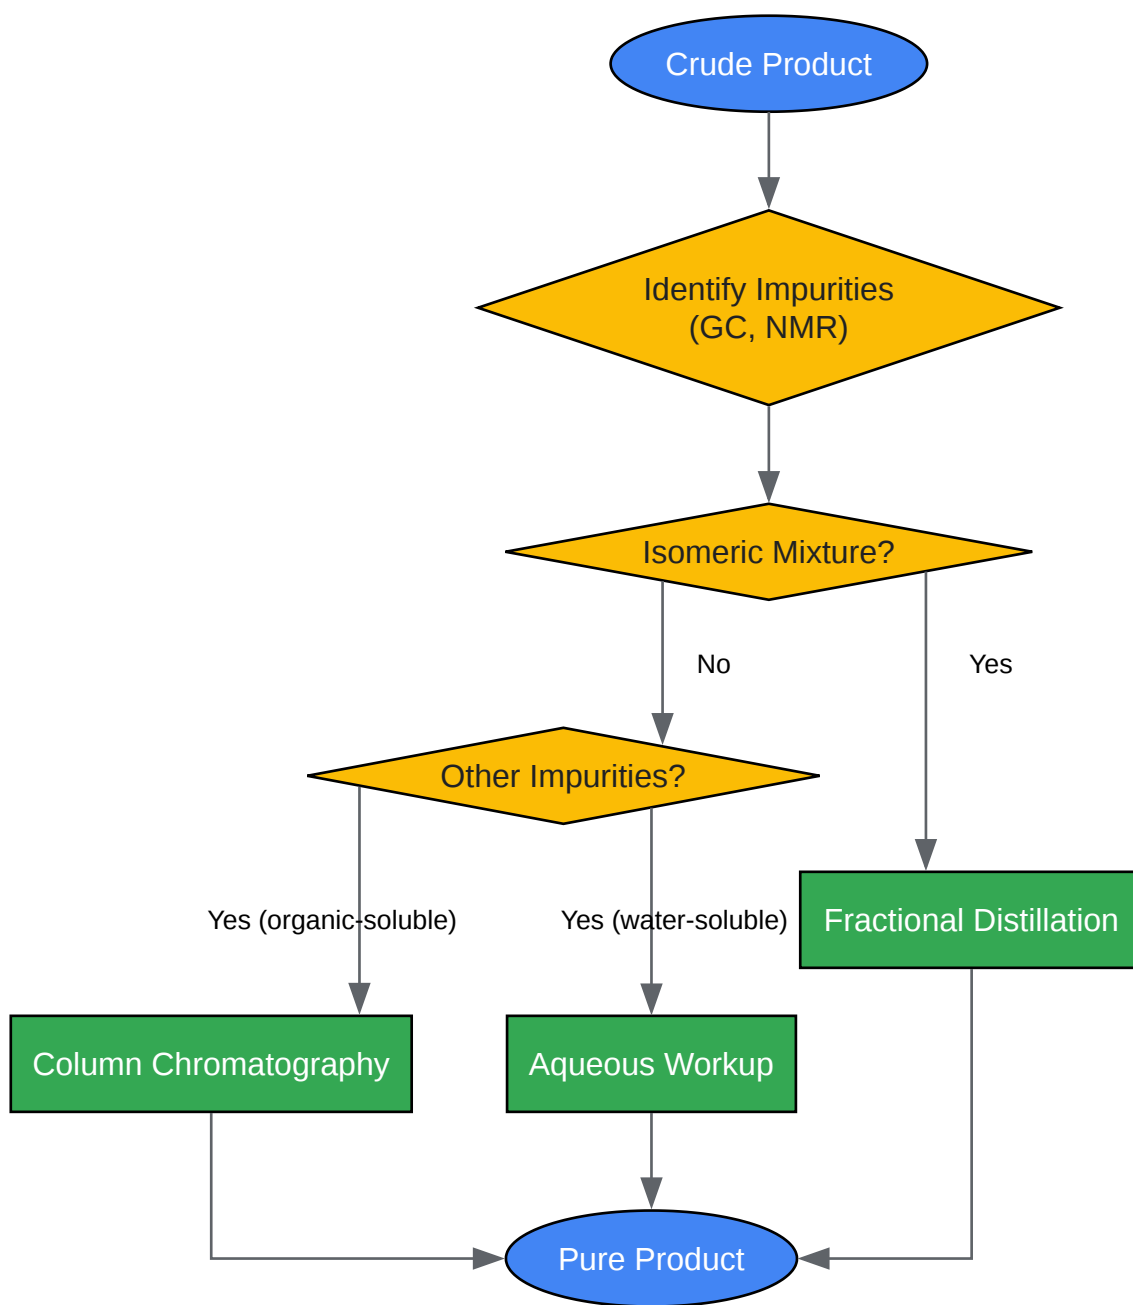 Crude Product
Identify Impurities
(GC, NMR)
Isomeric Mixture?
No
Yes
Other Impurities?
Yes (organic-soluble)
Yes (water-soluble)
Fractional Distillation
Column Chromatography
Aqueous Workup
Pure Product